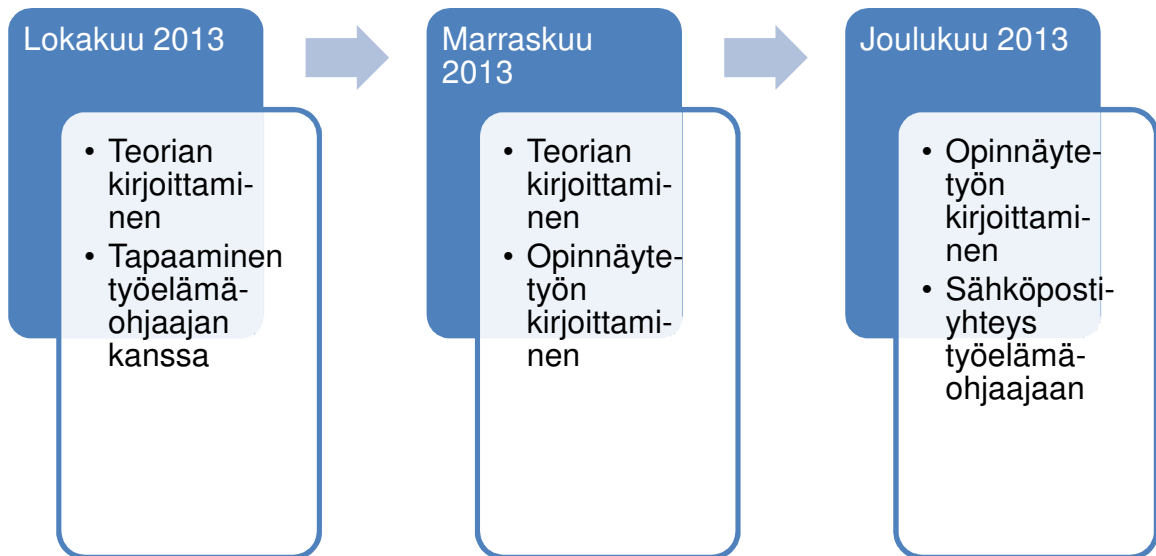 Lokakuu 2013
• Teorian
kirjoittami-
nen
• Tapaaminen
työelämä-
ohjaajan
kanssa
Marraskuu
2013
• Teorian
kirjoittami-
nen
• Opinnäyte-
työn
kirjoittami-
nen
Joulukuu 2013
• Opinnäyte-
työn
kirjoittami-
nen
• Sähköposti-
yhteys
työelämä-
ohjaajaan